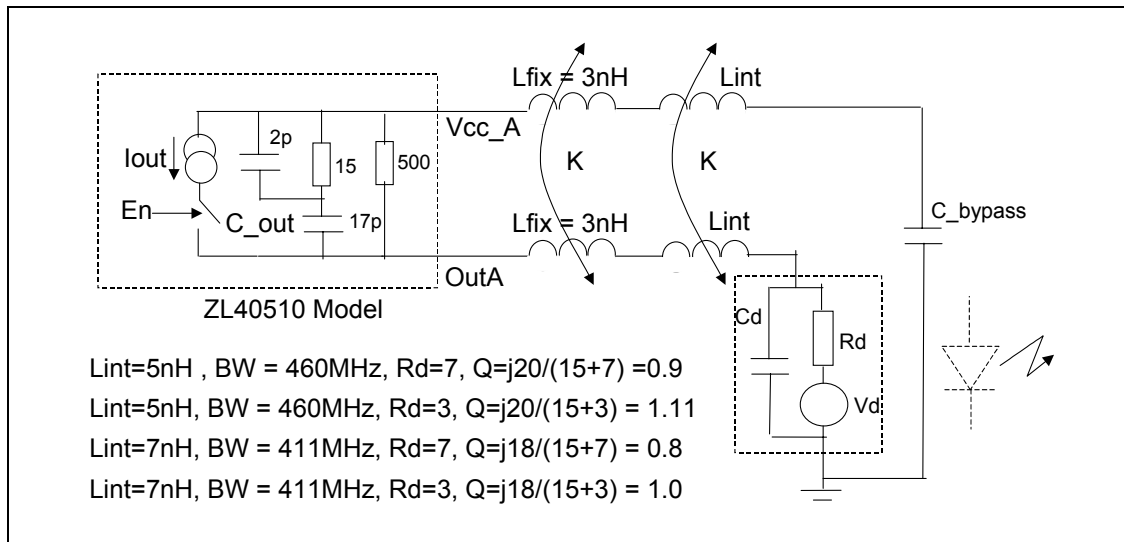 Lfix = 3nH
Lint
Vcc_A
2p
15
500
Iout
K
K
En
C_out
17p
Lfix = 3nH
Lint
C_bypass
OutA
ZL40510 Model
Cd
Rd
Vd
Lint=5nH , BW = 460MHz, Rd=7, Q=j20/(15+7) =0.9
Lint=5nH, BW = 460MHz, Rd=3, Q=j20/(15+3) = 1.11
Lint=7nH, BW = 411MHz, Rd=7, Q=j18/(15+7) = 0.8
Lint=7nH, BW = 411MHz, Rd=3, Q=j18/(15+3) = 1.0